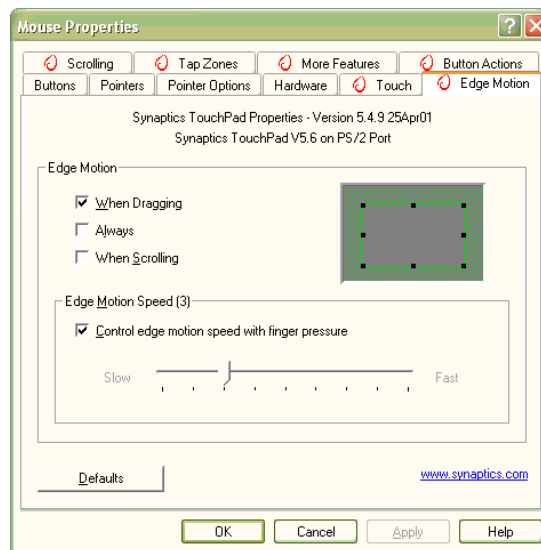 Mouse Properties
Scrolling Tap Zones More Features Button Actions
Buttons Pointers Pointer Options Hardware Touch Edge Motion
Synaptics TouchPad Properties - Version 5.4.9 25Apr01
Synaptics TouchPad V5.6 on PS/2 Port
Edge Motion
When Dragging
Always
When Scrolling
Edge Motion Speed (3)
Control edge motion speed with finger pressure
Slow Fast
Defaults www.synaptics.com
OK Cancel Apply Help